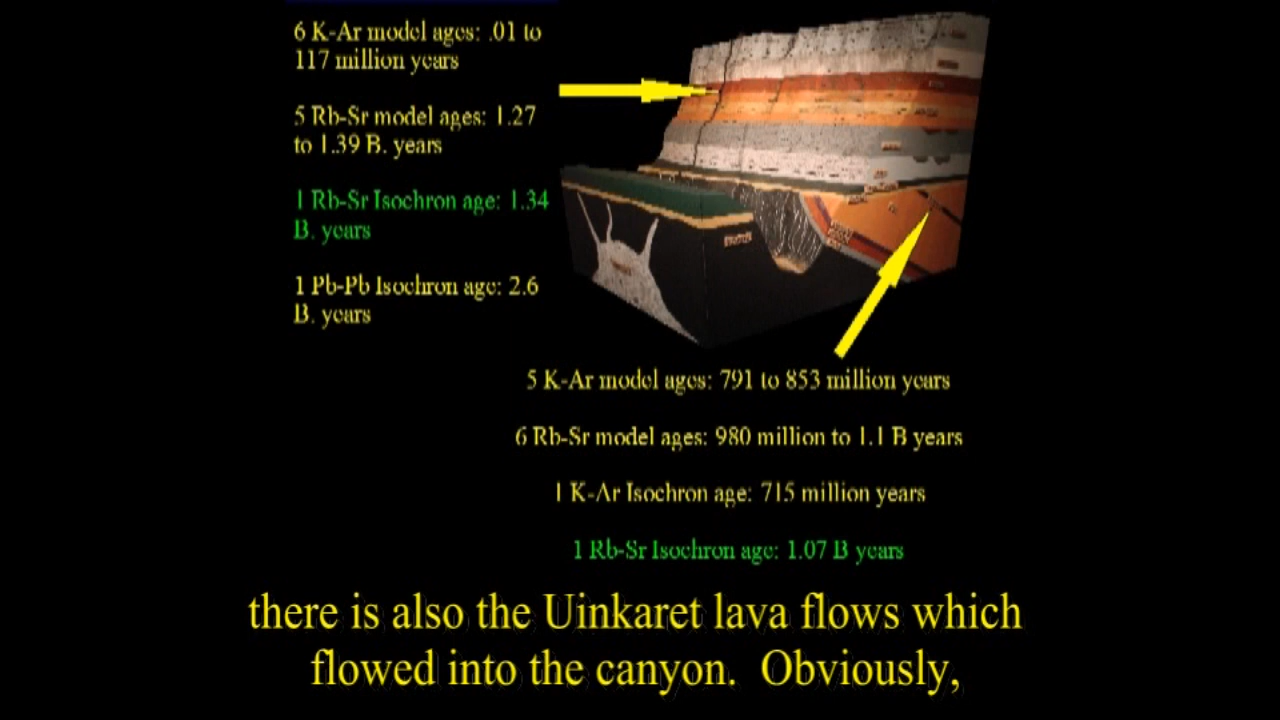 6 K-Ar model ages: .01 to
117 million years
5 Rb-Sr model ages: 1.27
to 1.39 B. years
1 Rb-Sr Isochron age: 1.34
B. years
1 Pb-Pb Isochron age: 2.6
B. years
5 K-Ar model ages: 791 to 853 million years
6 Rb-Sr model ages: 980 million to 1.1 B years
1 K-Ar Isochron age: 715 million years
1 Rb-Sr Isochron age: 1.07 B years
there is also the Uinkaret lava flows which
flowed into the canyon.  Obviously,